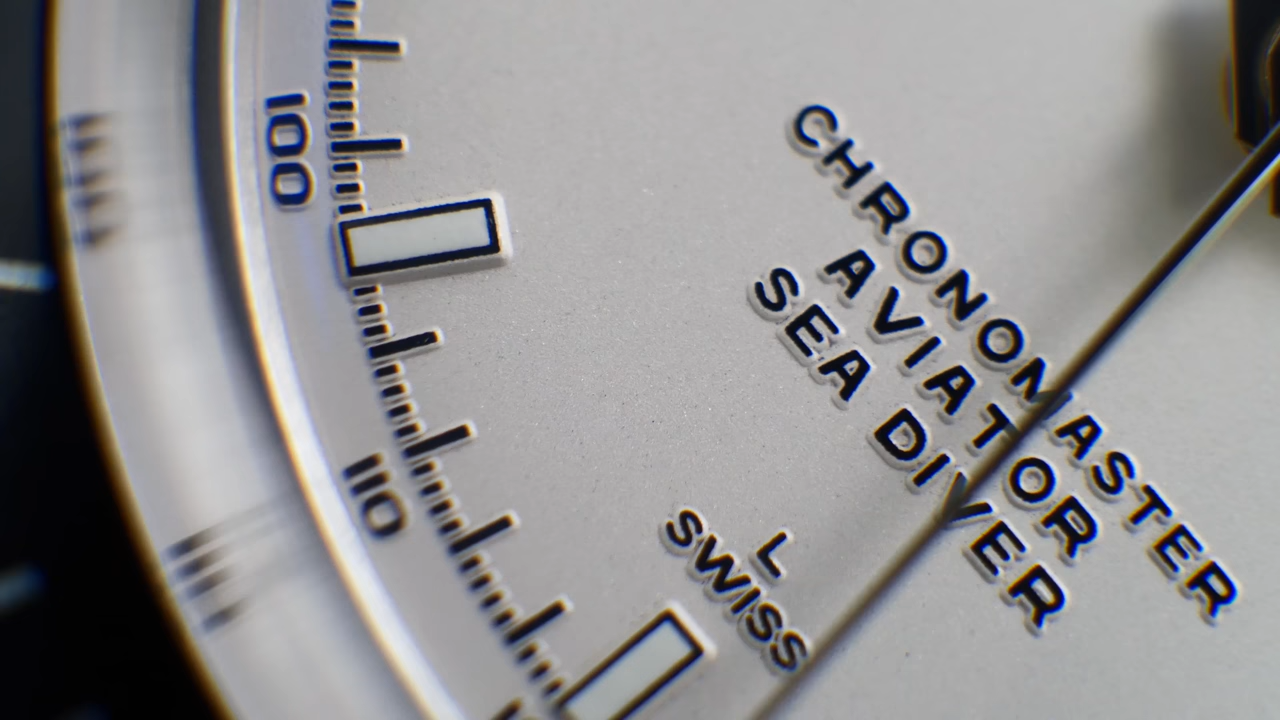 100
110
CHRONOMASTER
AVIATOR
SEA DIVER
L
SWISS